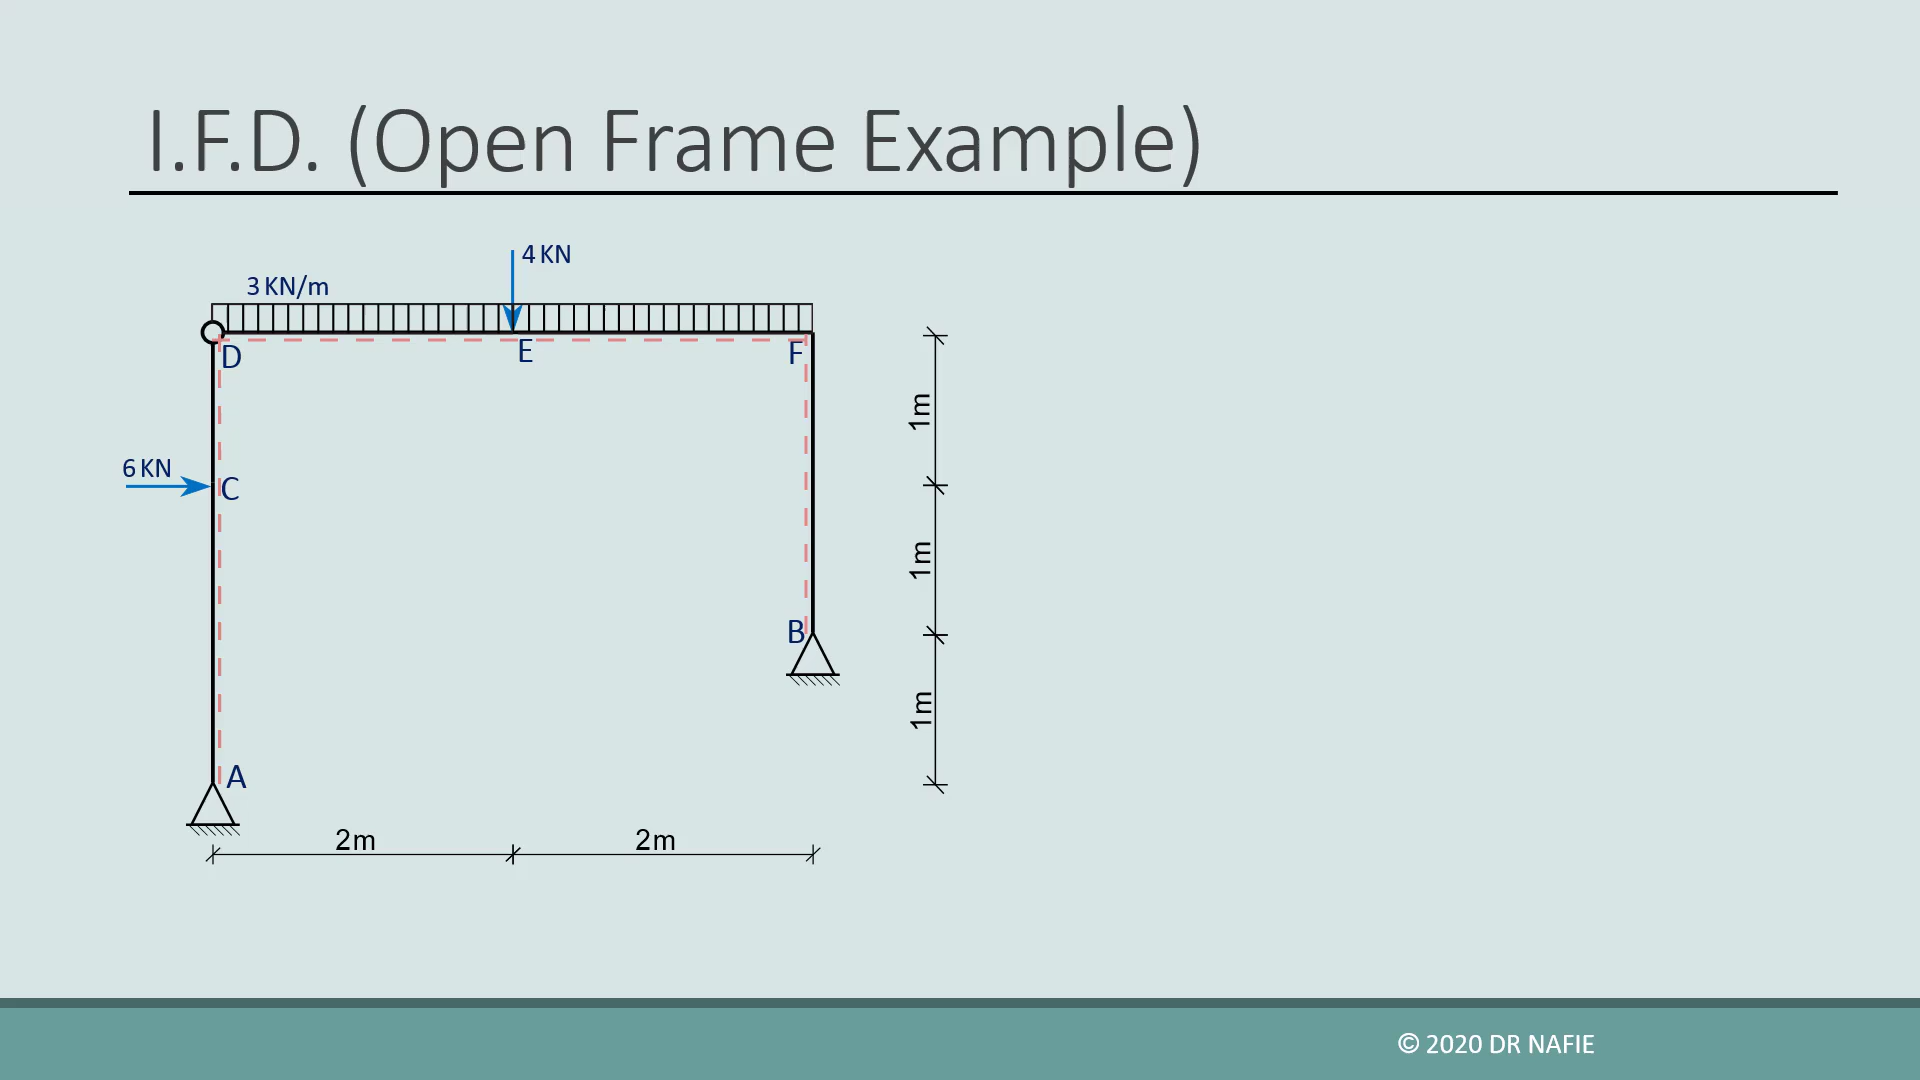 I.F.D. (Open Frame Example)
4 KN
3 KN/m
D
E
F
6 KN
C
1m
1m
1m
B
A
2m
2m
© 2020 DR NAFIE